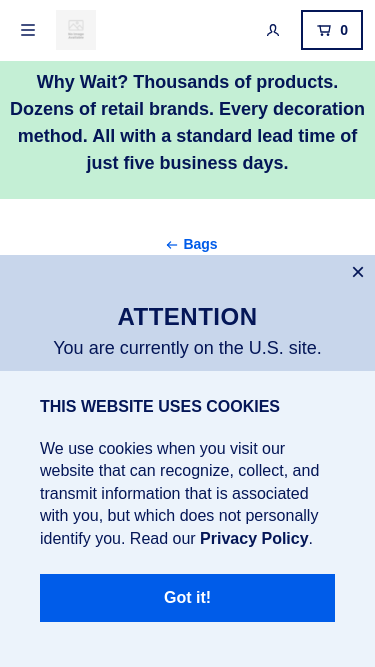 0
Why Wait? Thousands of products.
Dozens of retail brands. Every decoration
method. All with a standard lead time of
just five business days.
Bags
ATTENTION
You are currently on the U.S. site.
THIS WEBSITE USES COOKIES
We use cookies when you visit our
website that can recognize, collect, and
transmit information that is associated
with you, but which does not personally
identify you. Read our Privacy Policy.
Got it!